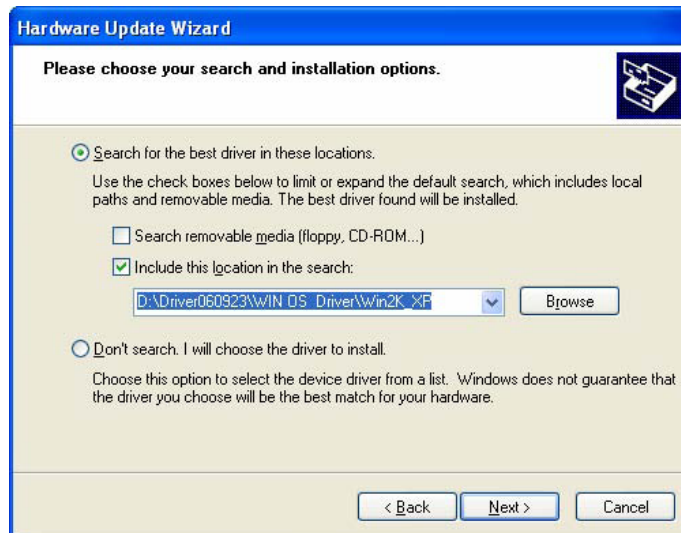 Hardware Update Wizard
Please choose your search and installation options.
Search for the best driver in these locations.
Use the check boxes below to limit or expand the default search, which includes local
paths and removable media. The best driver found will be installed.
Search removable media (floppy, CD-ROM...)
Include this location in the search:
D:\Driver060923\WIN OS Driver\Win2K_XP
Browse
Don't search. I will choose the driver to install.
Choose this option to select the device driver from a list. Windows does not guarantee that
the driver you choose will be the best match for your hardware.
< Back
Next >
Cancel